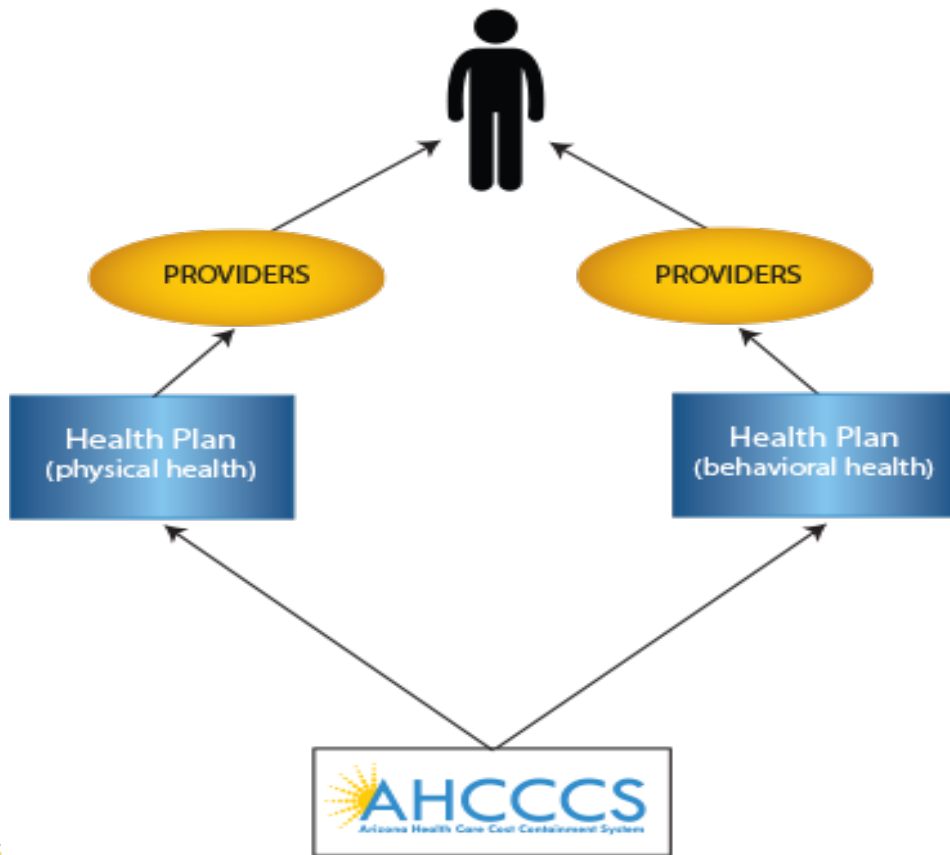 PROVIDERS
PROVIDERS
Health Plan
(physical health)
Health Plan
(behavioral health)
AHCCCS
Arizona Health Care Cost Containment System